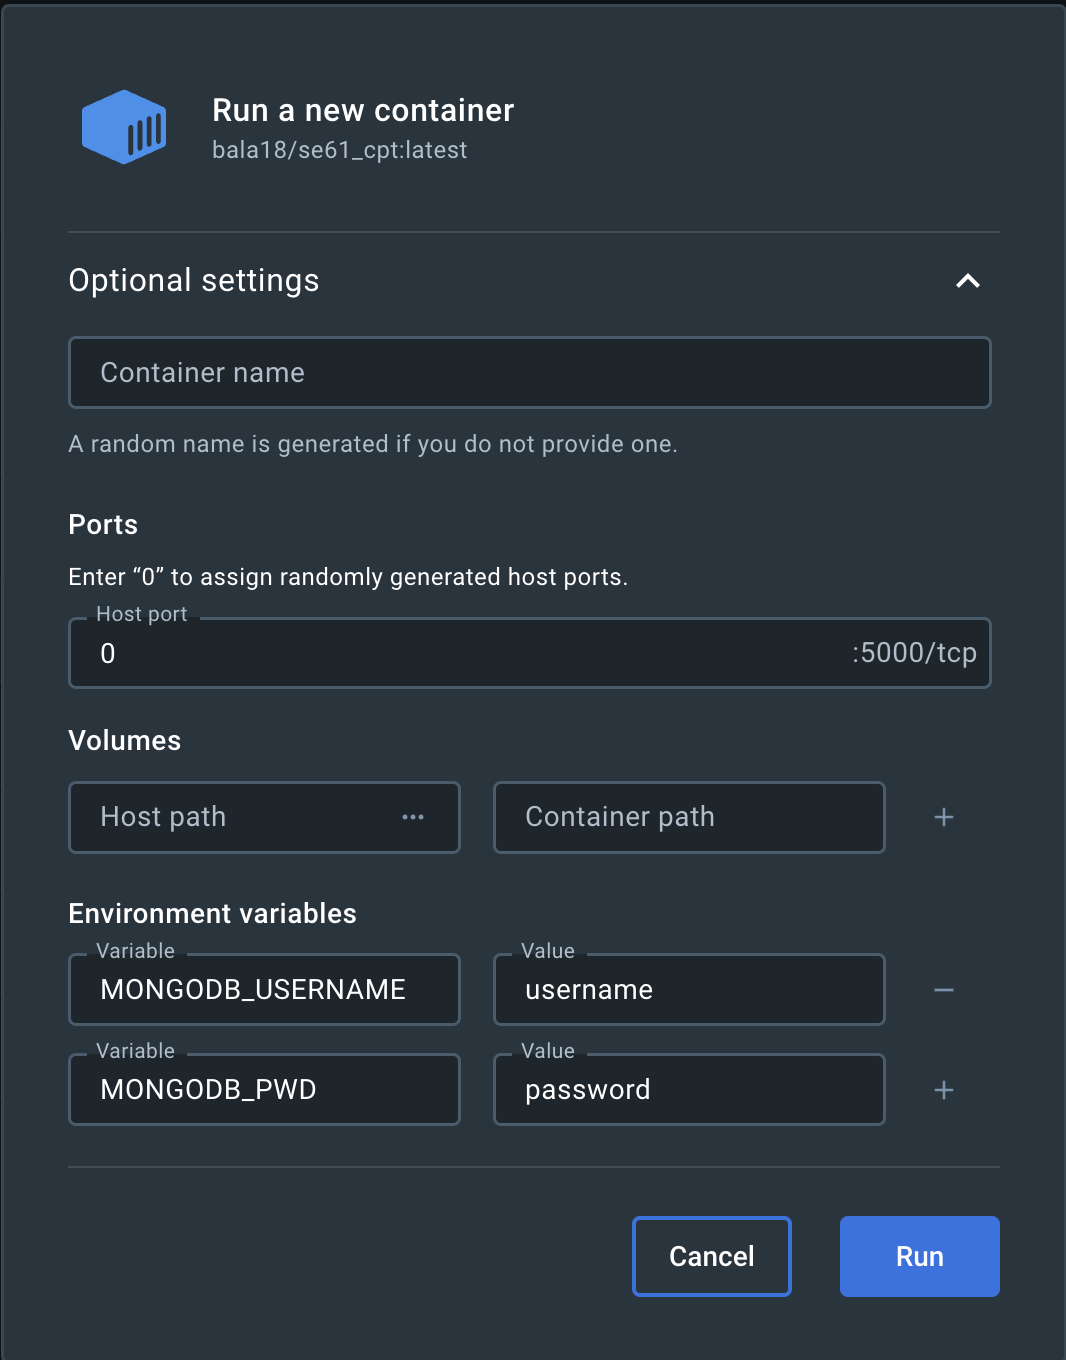 Run a new container
bala18/se61_cpt:latest
Optional settings
Container name
A random name is generated if you do not provide one.
Ports
Enter “0” to assign randomly generated host ports.
Host port
0 :5000/tcp
Volumes
Host path ••• Container path +
Environment variables
Variable Value
MONGODB_USERNAME username −
Variable Value
MONGODB_PWD password +
Cancel Run